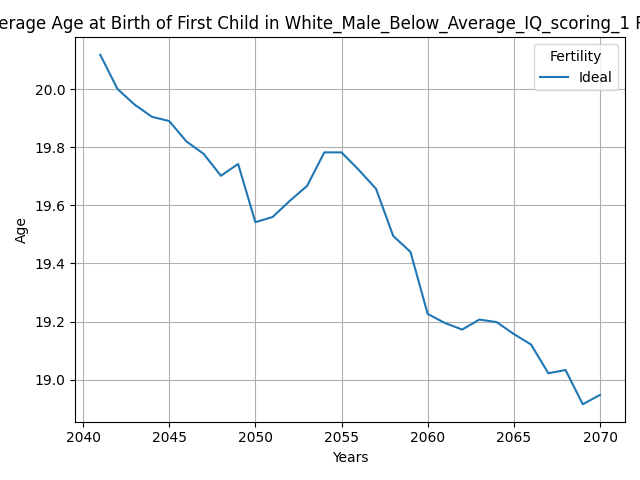 Age at Birth of First Child in White_Male_Below_Average_IQ_scoring_1
Fertility
Ideal
20.0
19.8
19.6
19.4
19.2
19.0
Age
2040 2045 2050 2055 2060 2065 2070
Years